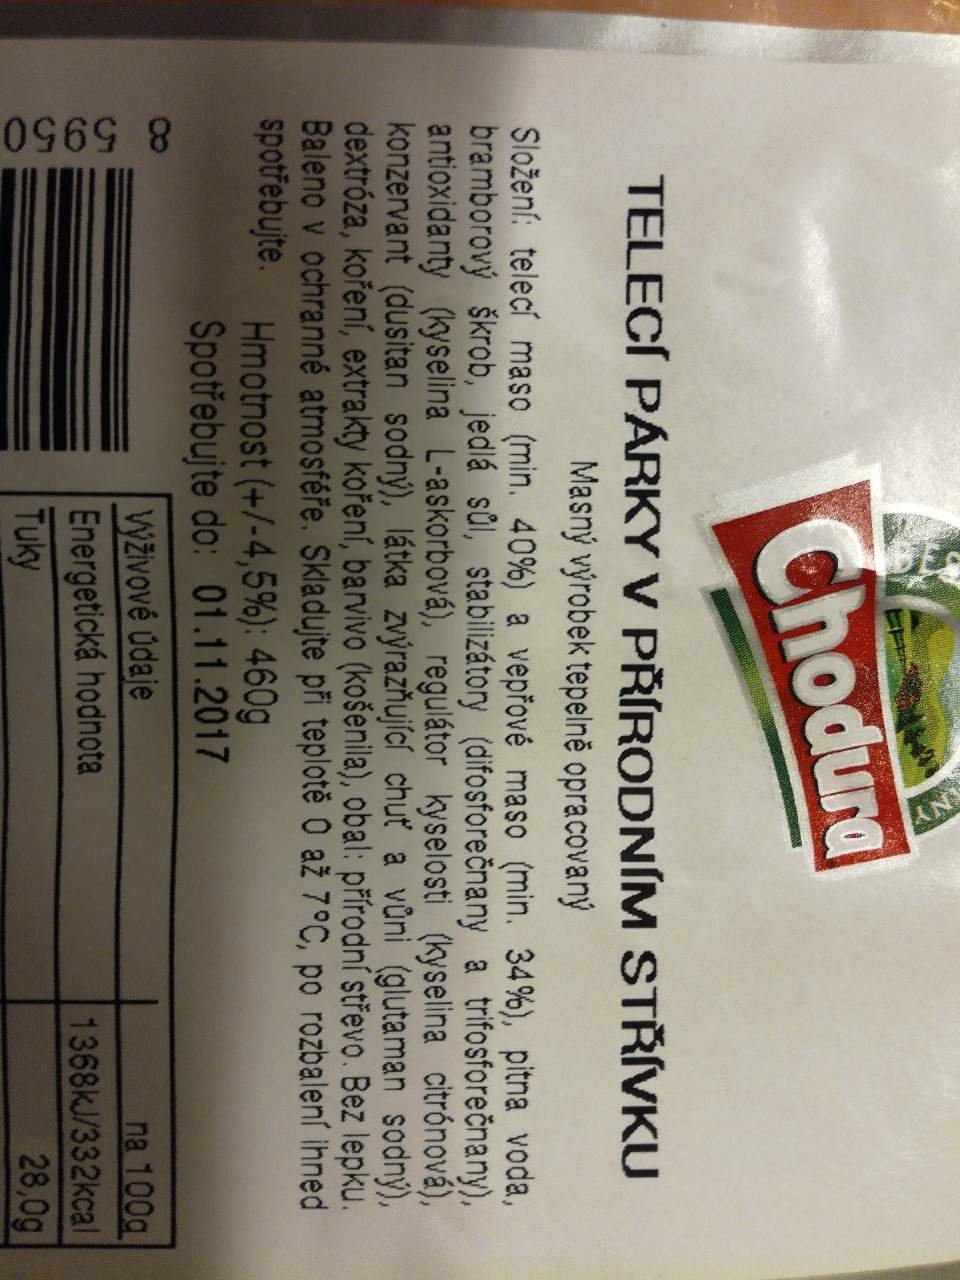 Chodura
TELECÍ PÁRKY V PŘÍRODNÍM STŘÍVKU
Masný výrobek tepelně opracovaný
Složení: telecí maso (min. 40%) a vepřové maso (min. 34%), pitna voda,
bramborový škrob, jedlá sůl, stabilizátory (difosforečnany a trifosforečnany),
antioxidanty (kyselina L-askorbová), regulátor kyselosti (kyselina citrónová),
konzervant (dusitan sodný), látka zvýrazňující chuť a vůni (glutaman sodný),
dextróza, koření, extrakty koření, barvivo (košenila), obal: přírodní střevo. Bez lepku.
Baleno v ochranné atmosféře. Skladujte při teplotě 0 až 7°C, po rozbalení ihned
spotřebujte.
Hmotnost (+/-4,5%): 460g
Spotřebujte do: 01.11.2017
8 5950
Výživové údaje na 100g
Energetická hodnota 1368kJ/332kcal
Tuky 28,0g